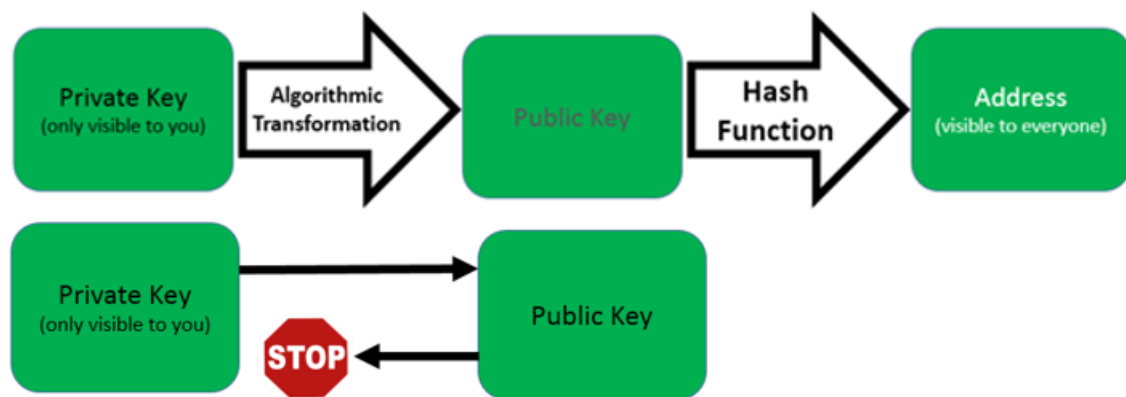 Private Key
(only visible to you)
Algorithmic
Transformation
Public Key
Hash
Function
Address
(visible to everyone)
Private Key
(only visible to you)
STOP
Public Key